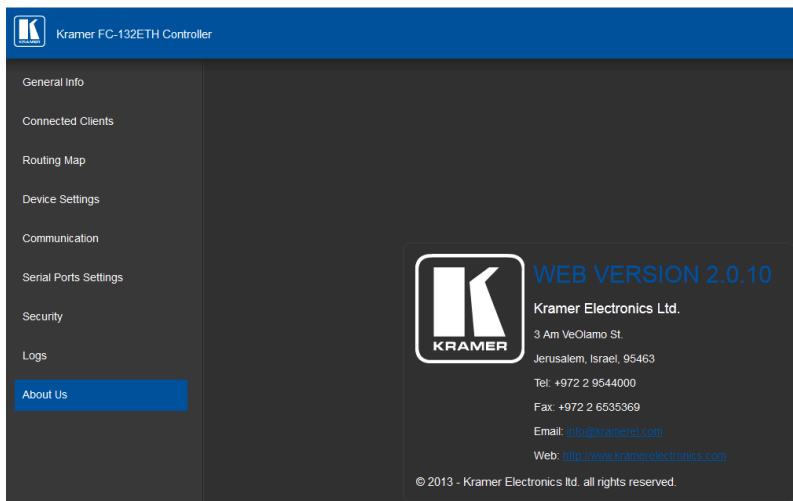 KRAMER
Kramer FC-132ETH Controller
General Info
Connected Clients
Routing Map
Device Settings
Communication
Serial Ports Settings
Security
Logs
About Us
KRAMER
WEB VERSION 2.0.10
Kramer Electronics Ltd.
3 Am VeOlamo St.
Jerusalem, Israel, 95463
Tel: +972 2 9544000
Fax: +972 2 6535369
Email: info@kramerel.com
Web: http://www.kramerelectronics.com
© 2013 - Kramer Electronics ltd. all rights reserved.